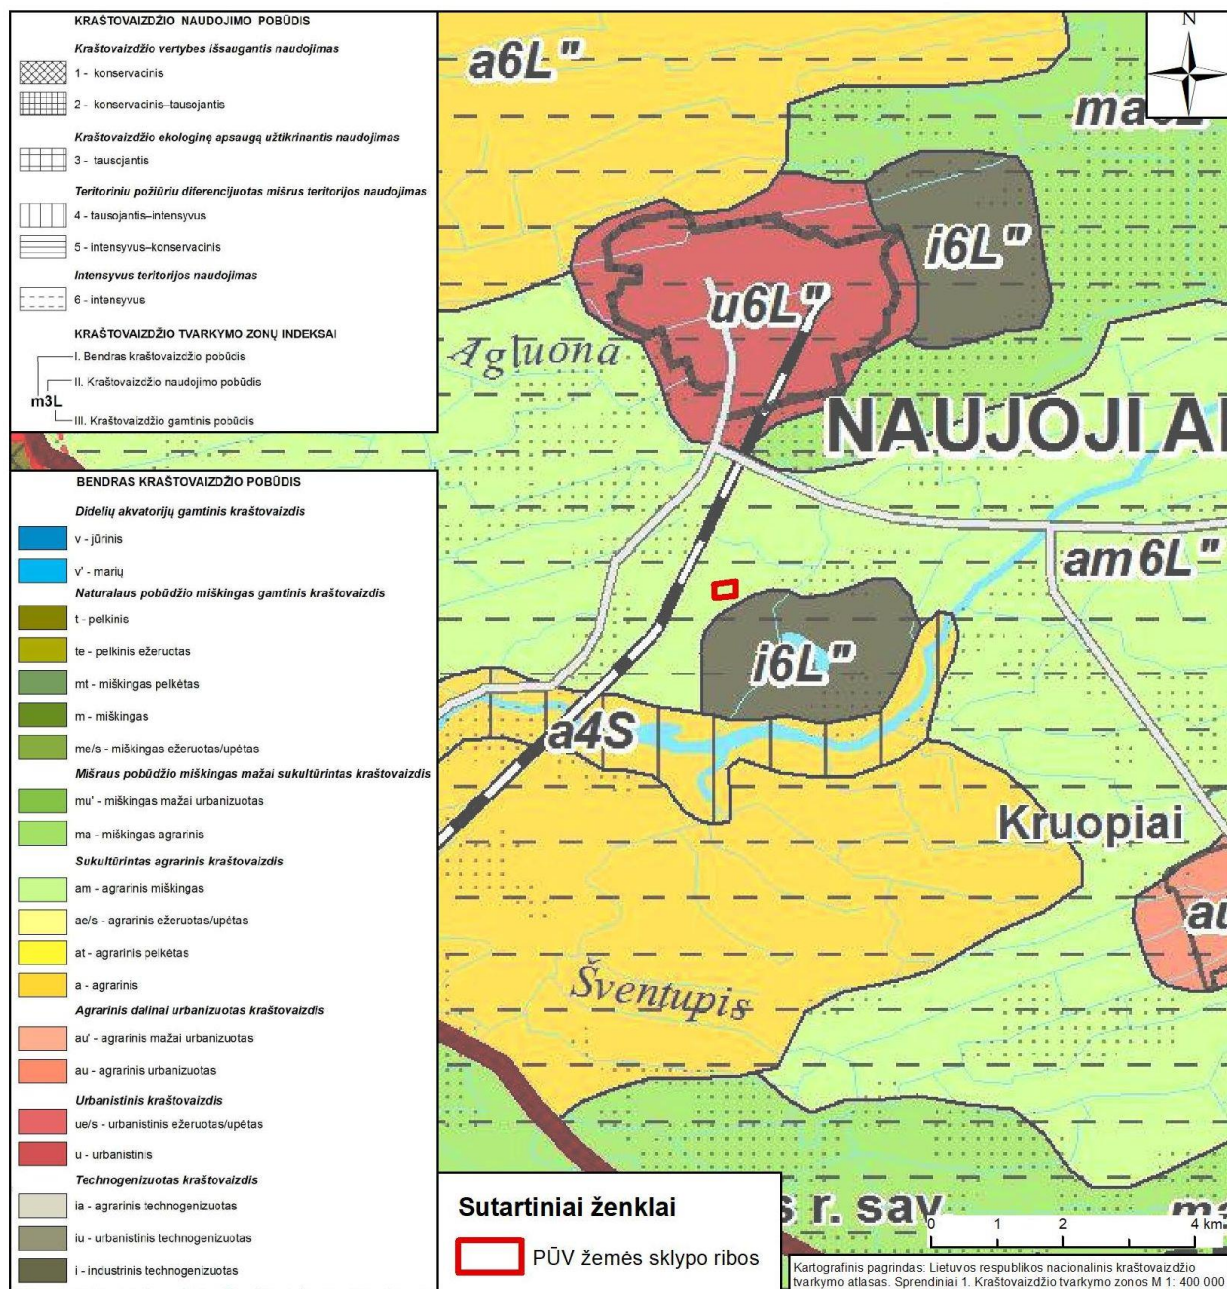 KRAŠTOVAIZDŽIO NAUDOJIMO POBŪDIS
Kraštovaizdžio vertybes išsaugantis naudojimas
1 - konservacinis
2 - konservacinis–tausojantis
Kraštovaizdžio ekologinę apsaugą užtikrinantis naudojimas
3 - tausojantis
Teritoriniu požiūriu diferencijuotas mišrus teritorijos naudojimas
4 - tausojantis–intensyvus
5 - intensyvus–konservacinis
Intensyvus teritorijos naudojimas
6 - intensyvus
KRAŠTOVAIZDŽIO TVARKYMO ZONŲ INDEKSAI
I. Bendras kraštovaizdžio pobūdis
II. Kraštovaizdžio naudojimo pobūdis
m3L
III. Kraštovaizdžio gamtinis pobūdis
BENDRAS KRAŠTOVAIZDŽIO POBŪDIS
Didelių akvatorijų gamtinis kraštovaizdis
v - jūrinis
v' - marių
Naturalaus pobūdžio miškingas gamtinis kraštovaizdis
t - pelkinis
te - pelkinis ežeruotas
mt - miškingas pelkėtas
m - miškingas
me/s - miškingas ežeruotas/upėtas
Mišraus pobūdžio miškingas mažai sukultūrintas kraštovaizdis
mu' - miškingas mažai urbanizuotas
ma - miškingas agrarinis
Sukultūrintas agrarinis kraštovaizdis
am - agrarinis miškingas
ae/s - agrarinis ežeruotas/upėtas
at - agrarinis pelkėtas
a - agrarinis
Agrarinis dalinai urbanizuotas kraštovaizdis
au' - agrarinis mažai urbanizuotas
au - agrarinis urbanizuotas
Urbanistinis kraštovaizdis
ue/s - urbanistinis ežeruotas/upėtas
u - urbanistinis
Technogenizuotas kraštovaizdis
ia - agrarinis technogenizuotas
iu - urbanistinis technogenizuotas
i - industrinis technogenizuotas
a6L"
N
ma
i6L"
u6L"
Agluona
NAUJOJI A
am6L"
i6L"
a4S
Kruopiai
au
Šventupis
s r. sav.
ma
Sutartiniai ženklai
PŪV žemės sklypo ribos
0 1 2 4 km
Kartografinis pagrindas: Lietuvos respublikos nacionalinis kraštovaizdžio
tvarkymo atlasas. Sprendiniai 1. Kraštovaizdžio tvarkymo zonos M 1: 400 000